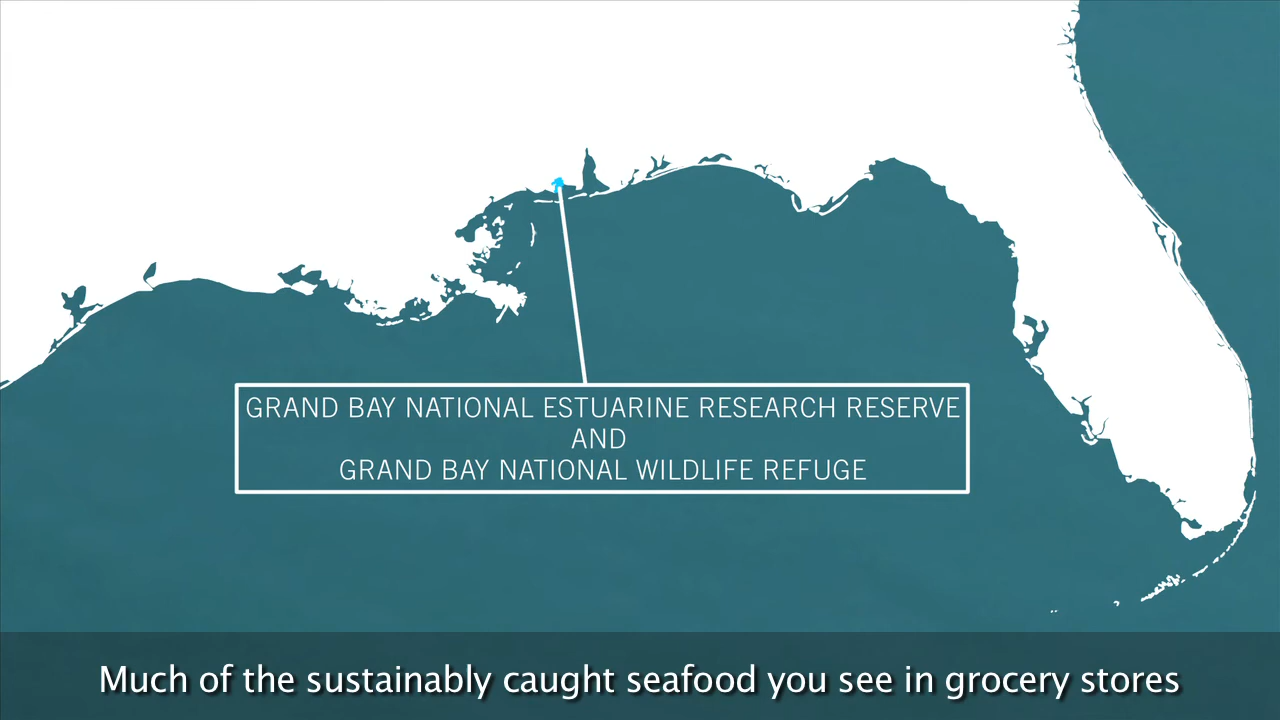 GRAND BAY NATIONAL ESTUARINE RESEARCH RESERVE
AND
GRAND BAY NATIONAL WILDLIFE REFUGE
Much of the sustainably caught seafood you see in grocery stores